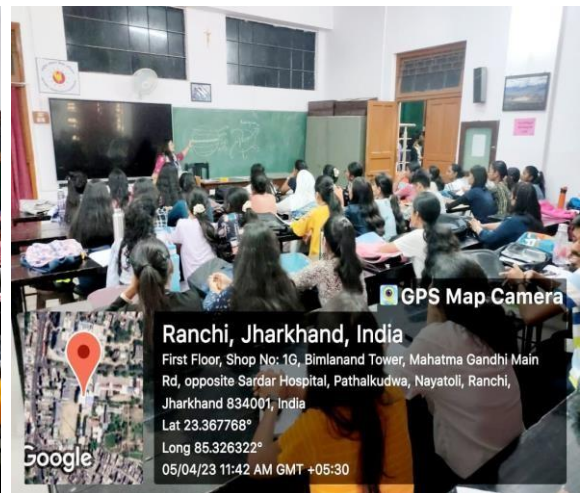 GPS Map Camera
Ranchi, Jharkhand, India
First Floor, Shop No: 1G, Bimlanand Tower, Mahatma Gandhi Main
Rd, opposite Sardar Hospital, Pathalkudwa, Nayatoli, Ranchi,
Jharkhand 834001, India
Lat 23.367768°
Long 85.326322°
05/04/23 11:42 AM GMT +05:30
Google